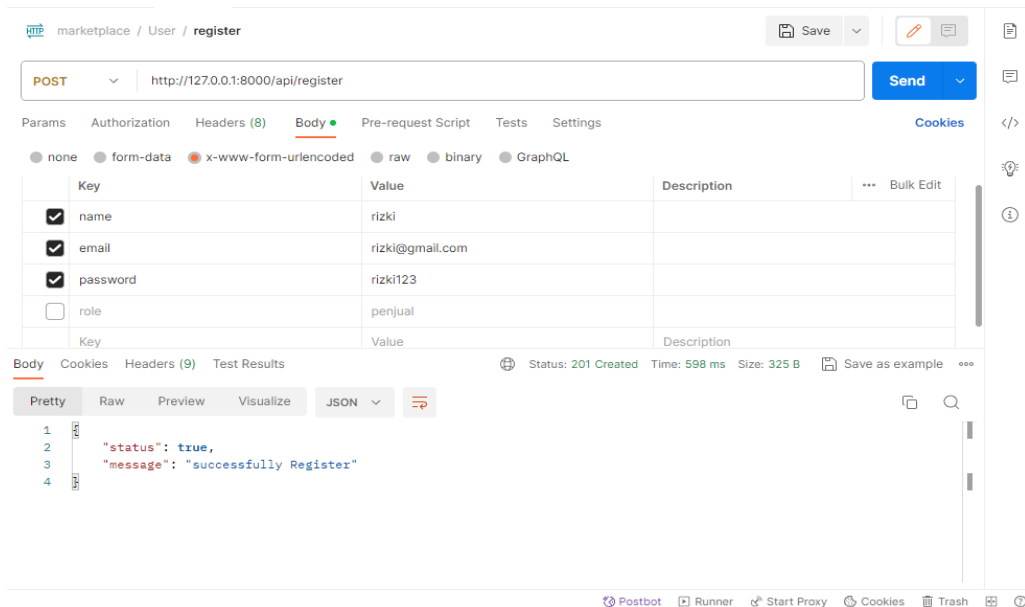 HTTP marketplace / User / register Save
POST http://127.0.0.1:8000/api/register Send
Params Authorization Headers (8) Body Pre-request Script Tests Settings Cookies
none form-data x-www-form-urlencoded raw binary GraphQL
Key Value Description ••• Bulk Edit
name rizki
email rizki@gmail.com
password rizki123
role penjual
Key Value Description
Body Cookies Headers (9) Test Results Status: 201 Created Time: 598 ms Size: 325 B Save as example
Pretty Raw Preview Visualize JSON
1 {
2 "status": true,
3 "message": "successfully Register"
4 }
Postbot Runner Start Proxy Cookies Trash